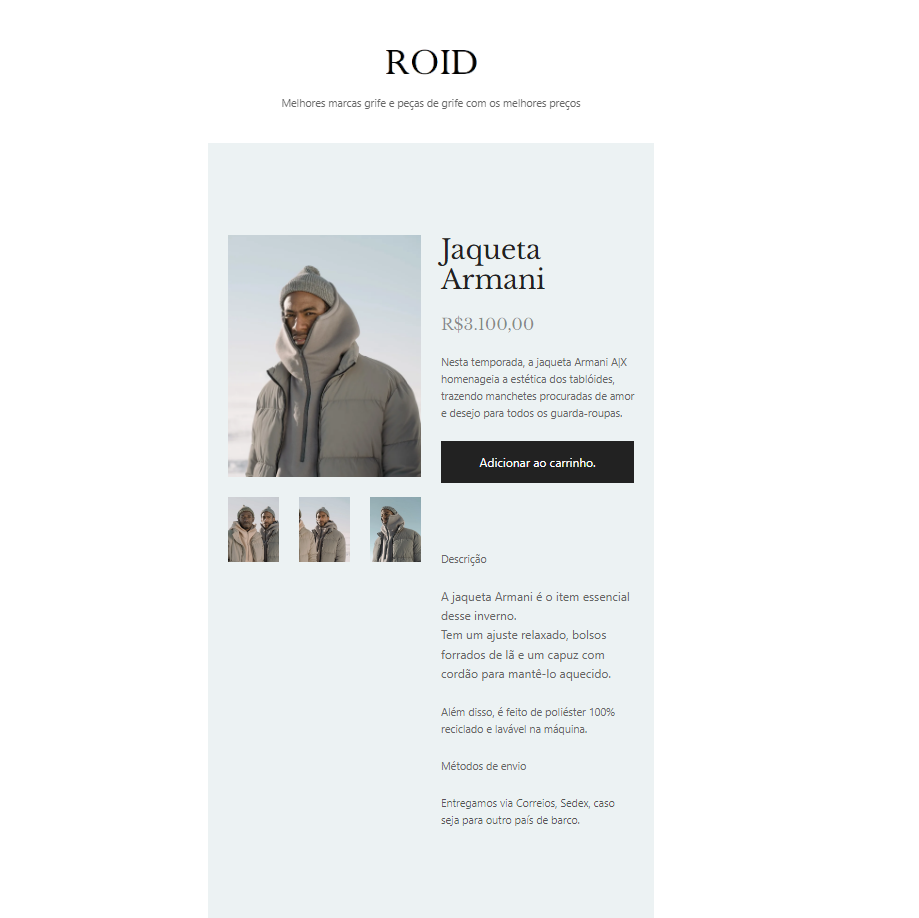 ROID
Melhores marcas grife e peças de grife com os melhores preços
Jaqueta
Armani
R$3.100,00
Nesta temporada, a jaqueta Armani A|X
homenageia a estética dos tablóides,
trazendo manchetes procuradas de amor
e desejo para todos os guarda-roupas.
Adicionar ao carrinho.
Descrição
A jaqueta Armani é o item essencial
desse inverno.
Tem um ajuste relaxado, bolsos
forrados de lã e um capuz com
cordão para mantê-lo aquecido.
Além disso, é feito de poliéster 100%
reciclado e lavável na máquina.
Métodos de envio
Entregamos via Correios, Sedex, caso
seja para outro país de barco.